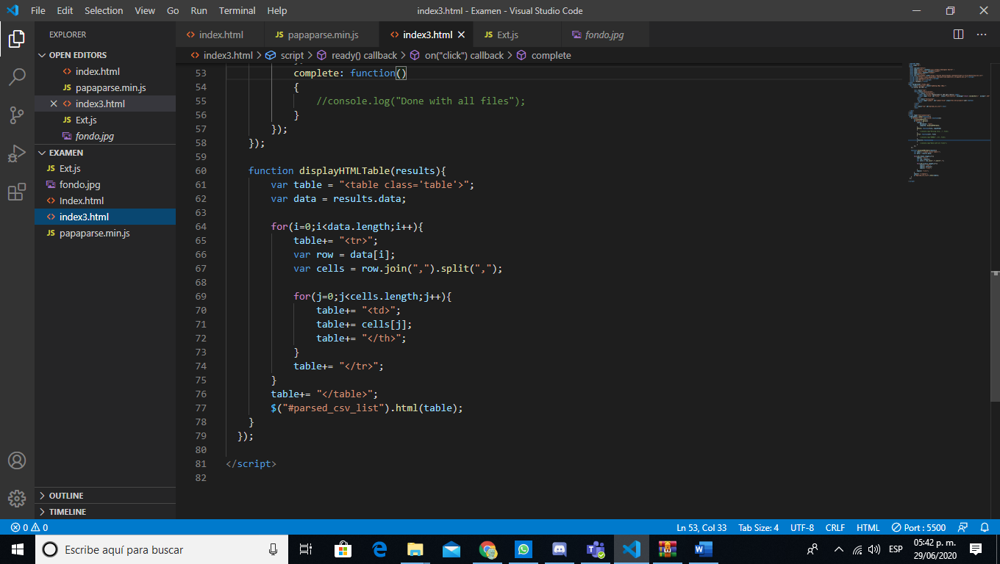 File Edit Selection View Go Run Terminal Help index3.html - Examen - Visual Studio Code
EXPLORER
index.html papaparse.min.js index3.html Ext.js fondo.jpg
index3.html > script > ready() callback > on("click") callback > complete
OPEN EDITORS
index.html
JS papaparse.min.js
index3.html
JS Ext.js
fondo.jpg
EXAMEN
JS Ext.js
fondo.jpg
Index.html
index3.html
JS papaparse.min.js
OUTLINE
TIMELINE
53 complete: function()
54 {
55 //console.log("Done with all files");
56 }
57 });
58 });
59
60 function displayHTMLTable(results){
61 var table = "<table class='table'>";
62 var data = results.data;
63
64 for(i=0;i<data.length;i++){
65 table+= "<tr>";
66 var row = data[i];
67 var cells = row.join(",").split(",");
68
69 for(j=0;j<cells.length;j++){
70 table+= "<td>";
71 table+= cells[j];
72 table+= "</th>";
73 }
74 table+= "</tr>";
75 }
76 table+= "</table>";
77 $("#parsed_csv_list").html(table);
78 }
79 });
80
81 </script>
82
0 0 Ln 53, Col 33 Tab Size: 4 UTF-8 CRLF HTML Port : 5500
Escribe aquí para buscar ESP 05:42 p. m.
29/06/2020